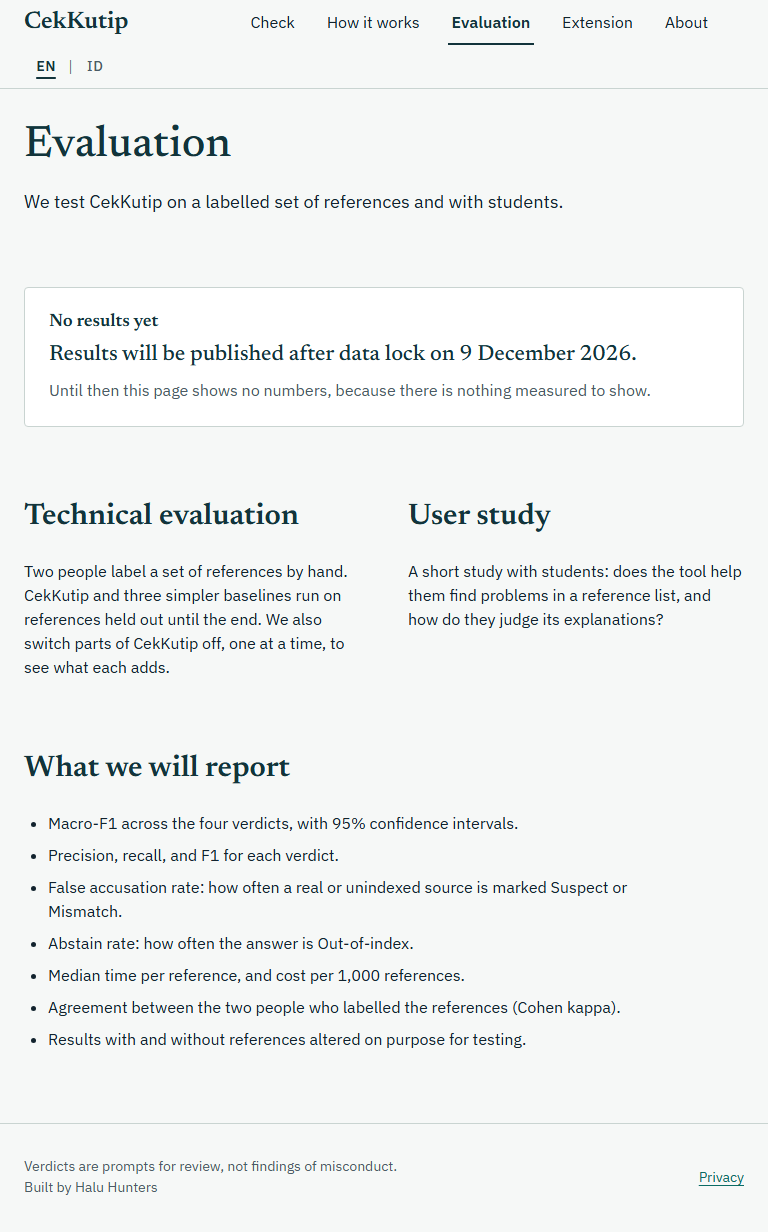 CekKutip
Check
How it works
Evaluation
Extension
About
EN | ID
Evaluation
We test CekKutip on a labelled set of references and with students.
No results yet
Results will be published after data lock on 9 December 2026.
Until then this page shows no numbers, because there is nothing measured to show.
Technical evaluation
Two people label a set of references by hand.
CekKutip and three simpler baselines run on
references held out until the end. We also
switch parts of CekKutip off, one at a time, to
see what each adds.
User study
A short study with students: does the tool help
them find problems in a reference list, and
how do they judge its explanations?
What we will report
• Macro-F1 across the four verdicts, with 95% confidence intervals.
• Precision, recall, and F1 for each verdict.
• False accusation rate: how often a real or unindexed source is marked Suspect or
Mismatch.
• Abstain rate: how often the answer is Out-of-index.
• Median time per reference, and cost per 1,000 references.
• Agreement between the two people who labelled the references (Cohen kappa).
• Results with and without references altered on purpose for testing.
Verdicts are prompts for review, not findings of misconduct.
Built by Halu Hunters
Privacy